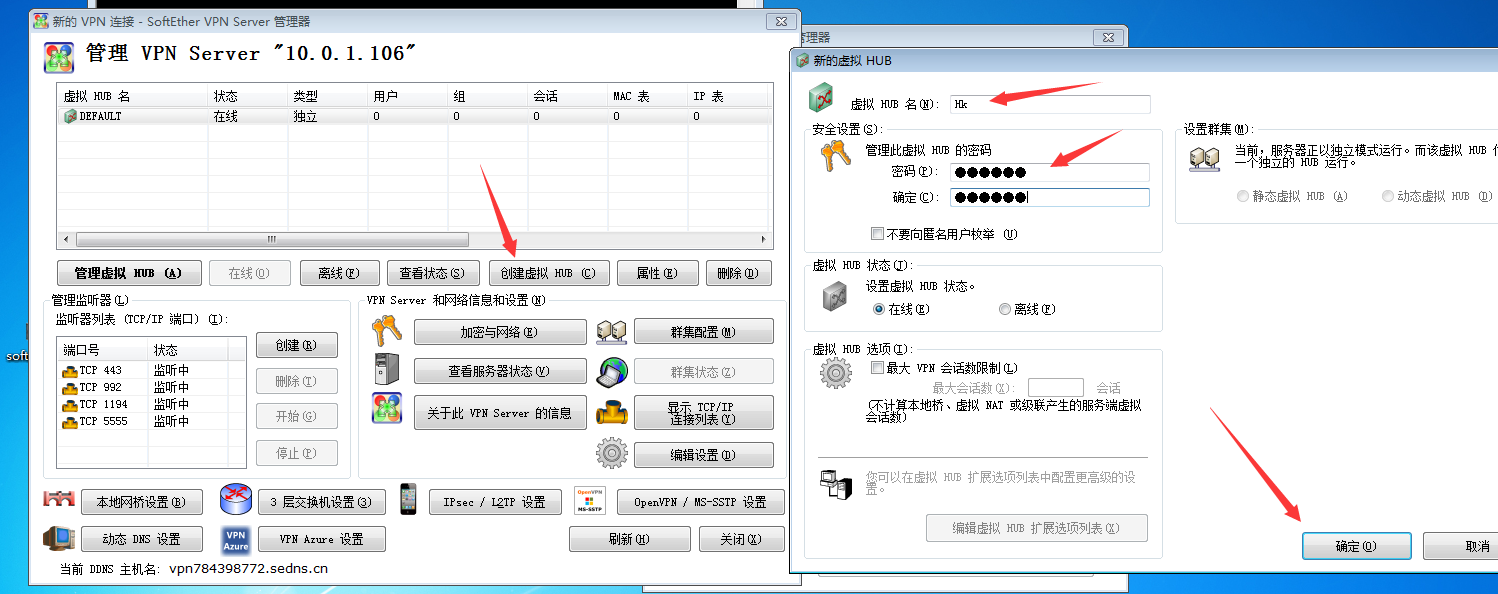 新的 VPN 连接 - SoftEther VPN Server 管理器
管理 VPN Server "10.0.1.106"
虚拟 HUB 名 状态 类型 用户 组 会话 MAC 表 IP 表
DEFAULT 在线 独立 0 0 0 0 0
管理虚拟 HUB (A) 在线(O) 离线(F) 查看状态(S) 创建虚拟 HUB (C) 属性(E) 删除(D)
管理监听器(L)
监听器列表 (TCP/IP 端口) (I):
端口号 状态
TCP 443 监听中
TCP 992 监听中
TCP 1194 监听中
TCP 5555 监听中
创建(R)
删除(T)
开始(G)
停止(P)
VPN Server 和网络信息和设置(N)
加密与网络(E) 群集配置(M)
查看服务器状态(V) 群集状态(Z)
关于此 VPN Server 的信息 显示 TCP/IP
连接列表(Y)
编辑设置(D)
本地网桥设置(B) 3 层交换机设置(3) IPsec / L2TP 设置 OpenVPN
MS-SSTP OpenVPN / MS-SSTP 设置
动态 DNS 设置 VPN
Azure VPN Azure 设置 刷新(H) 关闭(X)
当前 DDNS 主机名: vpn784398772.sedns.cn
soft
管理器
新的虚拟 HUB
虚拟 HUB 名(N): Hk
安全设置(S):
管理此虚拟 HUB 的密码
密码(P): ●●●●●●
确定(C): ●●●●●●
不要向匿名用户枚举 (U)
虚拟 HUB 状态(T):
设置虚拟 HUB 状态。
在线(E) 离线(F)
虚拟 HUB 选项(I):
最大 VPN 会话数限制(L)
最大会话数(X): 会话
(不计算本地桥、虚拟 NAT 或级联产生的服务端虚拟
会话数)
您可以在虚拟 HUB 扩展选项列表中配置更高级的设
置。
编辑虚拟 HUB 扩展选项列表(X)
设置群集(M):
当前，服务器正以独立模式运行。而该虚拟 HUB
一个独立的 HUB 运行。
静态虚拟 HUB (A) 动态虚拟 HUB (D)
确定(O) 取消